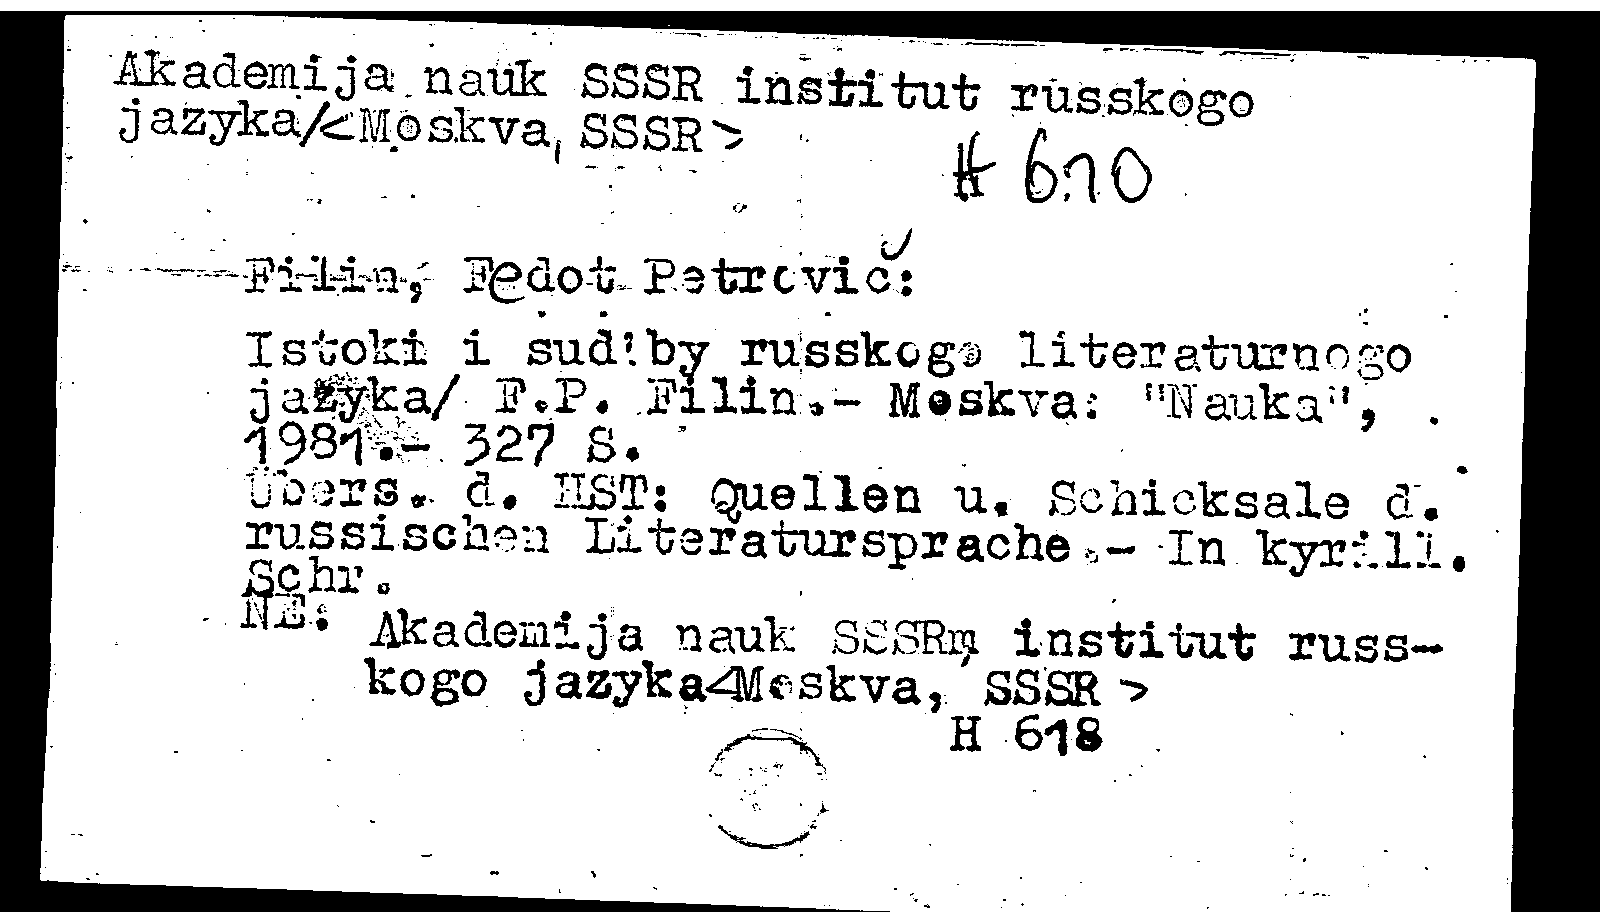 Akademija nauk SSSR institut russkogo
jazyka/<Moskva, SSSR>
H 610
Filin, Fedot Petrovič:
Istoki i sud'by russkogo literaturnogo
jazyka/ F.P. Filin.- Moskva: "Nauka",
1981.- 327 S.
Übers. d. HST: Quellen u. Schicksale d.
russischen Literatursprache.- In kyrill.
Schr.
NE:
Akademija nauk SSSRm institut russ-
kogo jazyka<Moskva, SSSR>
H 618